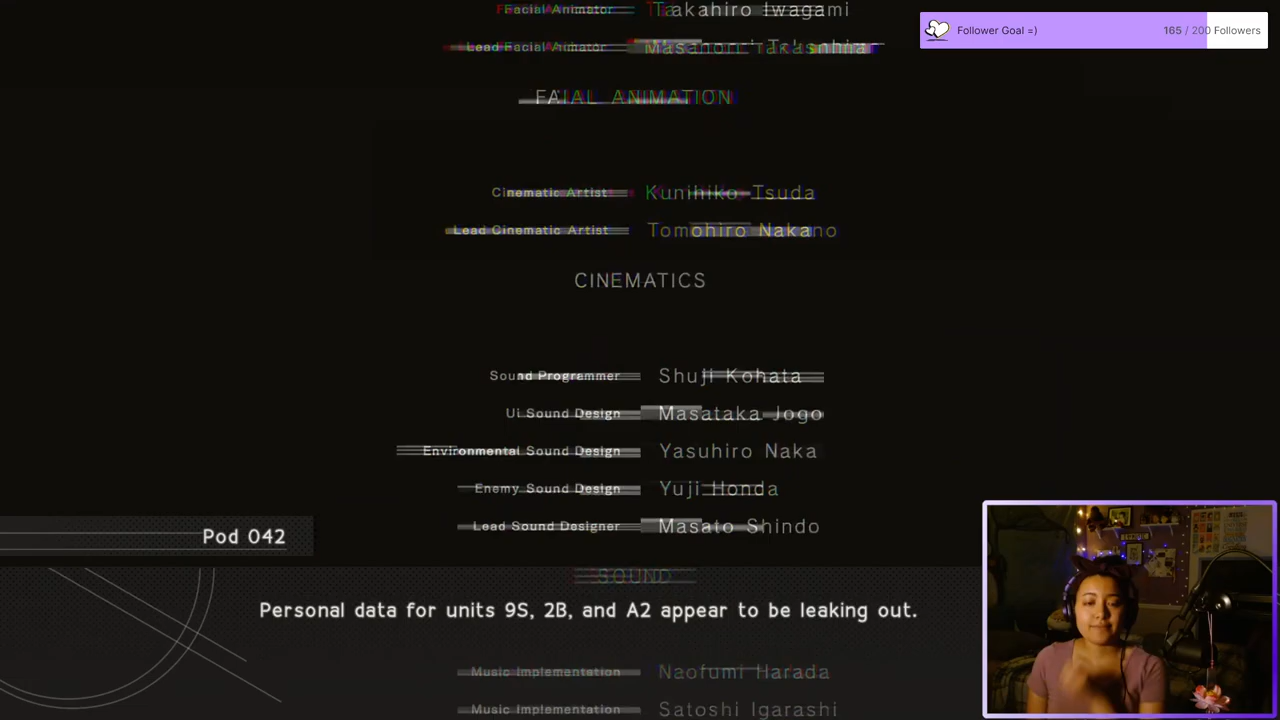 Facial Animator Takahiro Iwagami
Follower Goal =) 165 / 200 Followers
Lead Facial Animator
FAIAL ANIMATION
Cinematic Artist Kunihiko Tsuda
Lead Cinematic Artist Tomohiro Nakano
CINEMATICS
Sound Programmer Shuji Kohata
Ui Sound Design Masataka Jogo
Environmental Sound Design Yasuhiro Naka
Enemy Sound Design Yuji Honda
Lead Sound Designer Masato Shindo
Pod 042
SOUND
Personal data for units 9S, 2B, and A2 appear to be leaking out.
Music Implementation Naofumi Harada
Music Implementation Satoshi Igarashi